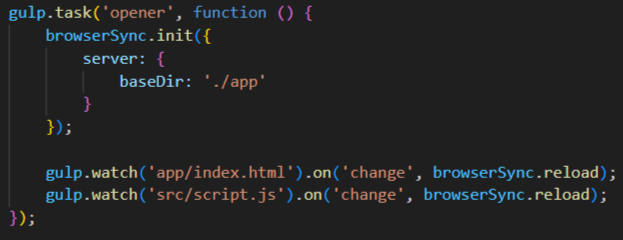 gulp.task('opener', function () {
    browserSync.init({
        server: {
            baseDir: './app'
        }
    });

    gulp.watch('app/index.html').on('change', browserSync.reload);
    gulp.watch('src/script.js').on('change', browserSync.reload);
});